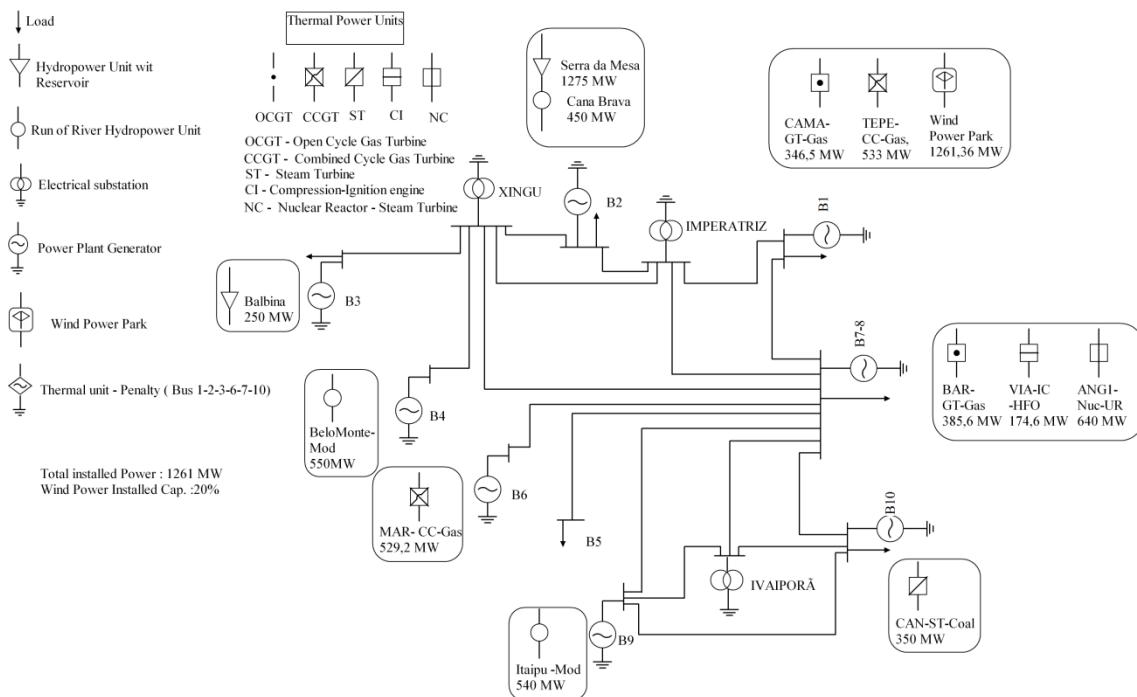 Load
Hydropower Unit wit
Reservoir
Run of River Hydropower Unit
Electrical substation
Power Plant Generator
Wind Power Park
Thermal unit - Penalty ( Bus 1-2-3-6-7-10)
Total installed Power : 1261 MW
Wind Power Installed Cap. :20%
Thermal Power Units
OCGT CCGT ST CI NC
OCGT - Open Cycle Gas Turbine
CCGT - Combined Cycle Gas Turbine
ST - Steam Turbine
CI - Compression-Ignition engine
NC - Nuclear Reactor - Steam Turbine
Serra da Mesa
1275 MW
Cana Brava
450 MW
CAMA-
GT-Gas
346,5 MW
TEPE-
CC-Gas,
533 MW
Wind
Power Park
1261,36 MW
XINGU
B2
IMPERATRIZ
B1
Balbina
250 MW
B3
B7-8
BAR-
GT-Gas
385,6 MW
VIA-IC
-HFO
174,6 MW
ANG1-
Nuc-UR
640 MW
BeloMonte-
Mod
550MW
B4
MAR- CC-Gas
529,2 MW
B6
B5
B10
IVAIPORÃ
CAN-ST-Coal
350 MW
Itaipu -Mod
540 MW
B9